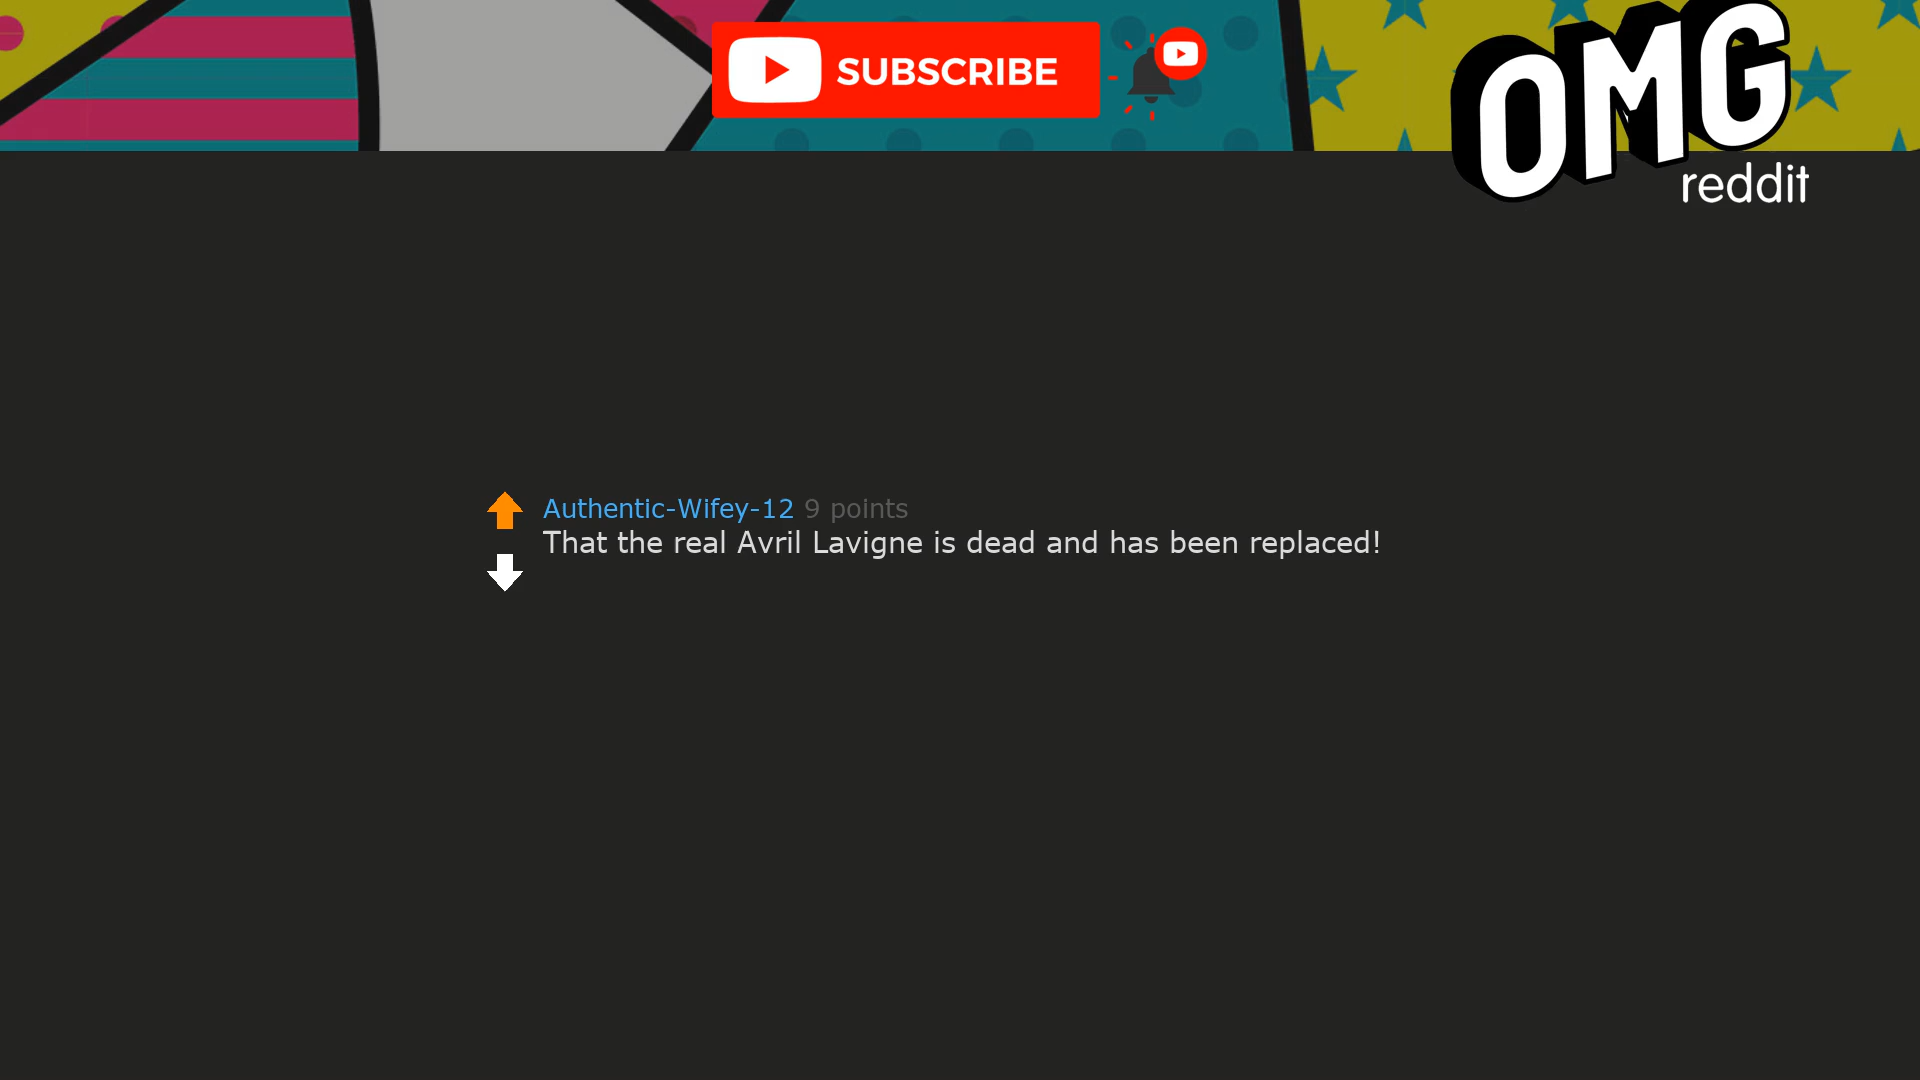 SUBSCRIBE
OMG
reddit
Authentic-Wifey-12 9 points
That the real Avril Lavigne is dead and has been replaced!